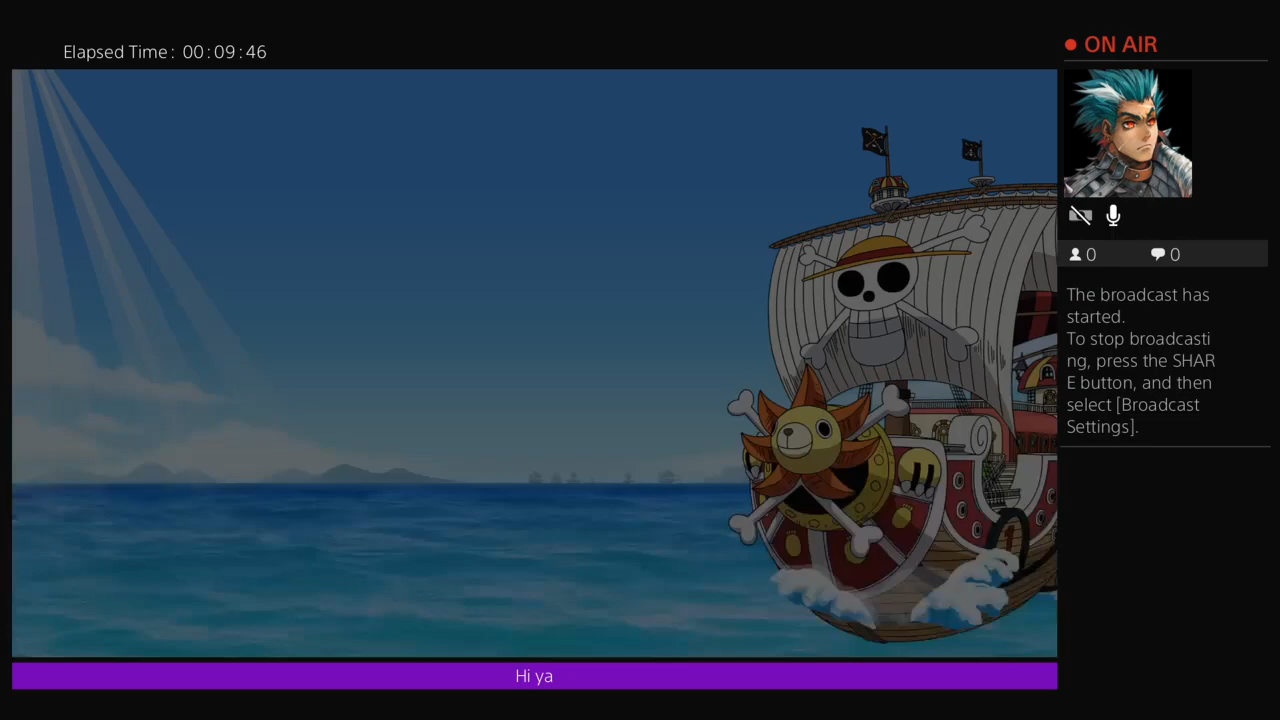 Elapsed Time: 00:09:46
ON AIR
0 0
The broadcast has
started.
To stop broadcasti
ng, press the SHAR
E button, and then
select [Broadcast
Settings].
Hi ya